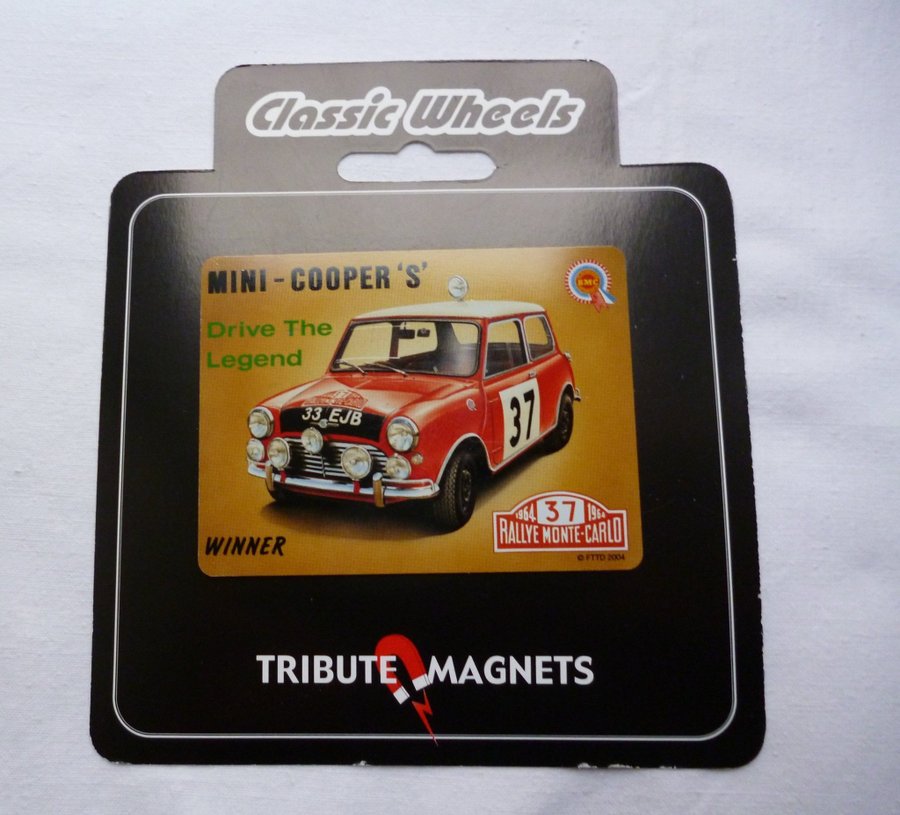 Classic Wheels
MINI-COOPER 'S'
BMC
Drive The
Legend
33 EJB
37
1964 37 1964
RALLYE MONTE-CARLO
WINNER
© FTTD 2004
TRIBUTE MAGNETS